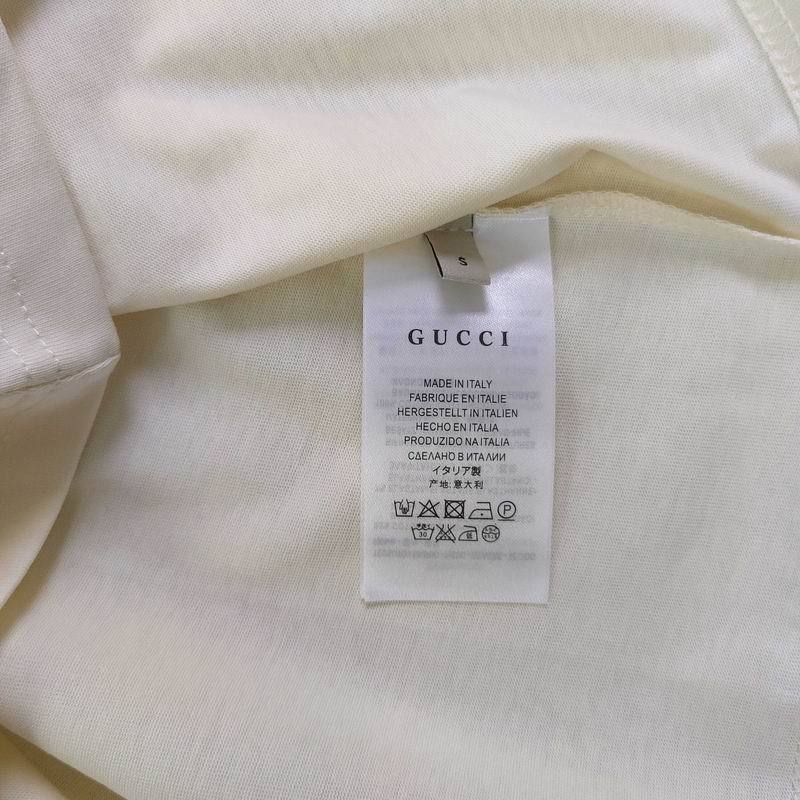 S
GUCCI
MADE IN ITALY
FABRIQUE EN ITALIE
HERGESTELLT IN ITALIEN
HECHO EN ITALIA
PRODUZIDO NA ITALIA
СДЕЛАНО В ИТАЛИИ
イタリア製
产地:意大利
P
30